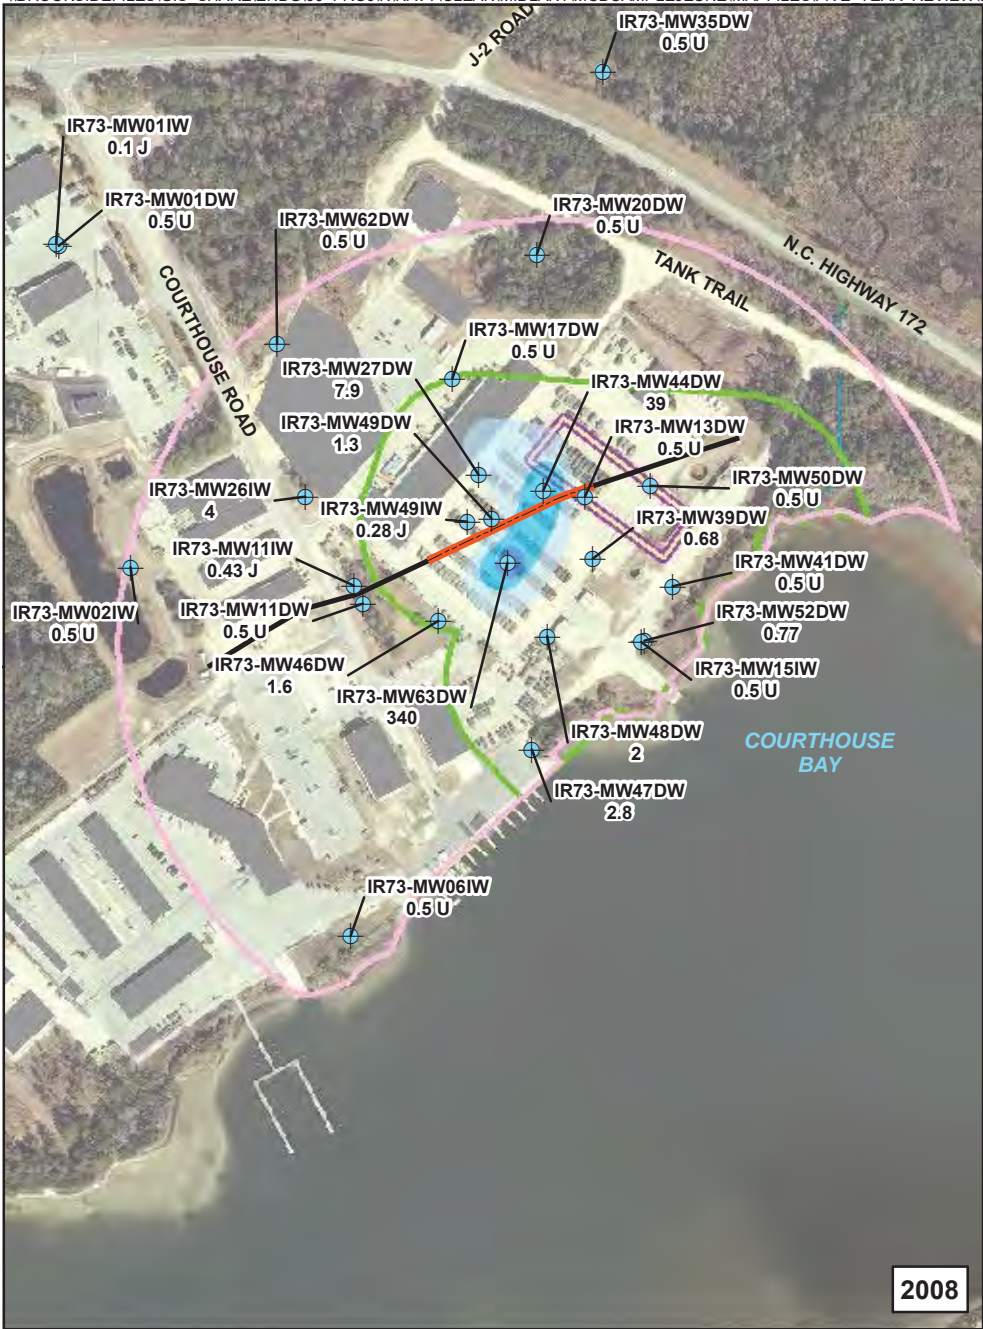 IR73-MW35DW
0.5 U
J-2 ROAD
IR73-MW01IW
0.1 J
IR73-MW01DW
0.5 U
IR73-MW62DW
0.5 U
IR73-MW20DW
0.5 U
N.C. HIGHWAY 172
TANK TRAIL
COURTHOUSE ROAD
IR73-MW17DW
0.5 U
IR73-MW27DW
7.9
IR73-MW44DW
39
IR73-MW49DW
1.3
IR73-MW13DW
0.5 U
IR73-MW26IW
4
IR73-MW50DW
0.5 U
IR73-MW49IW
0.28 J
IR73-MW39DW
0.68
IR73-MW11IW
0.43 J
IR73-MW41DW
0.5 U
IR73-MW02IW
0.5 U
IR73-MW11DW
0.5 U
IR73-MW52DW
0.77
IR73-MW46DW
1.6
IR73-MW15IW
0.5 U
IR73-MW63DW
340
IR73-MW48DW
2
COURTHOUSE
BAY
IR73-MW47DW
2.8
IR73-MW06IW
0.5 U
2008